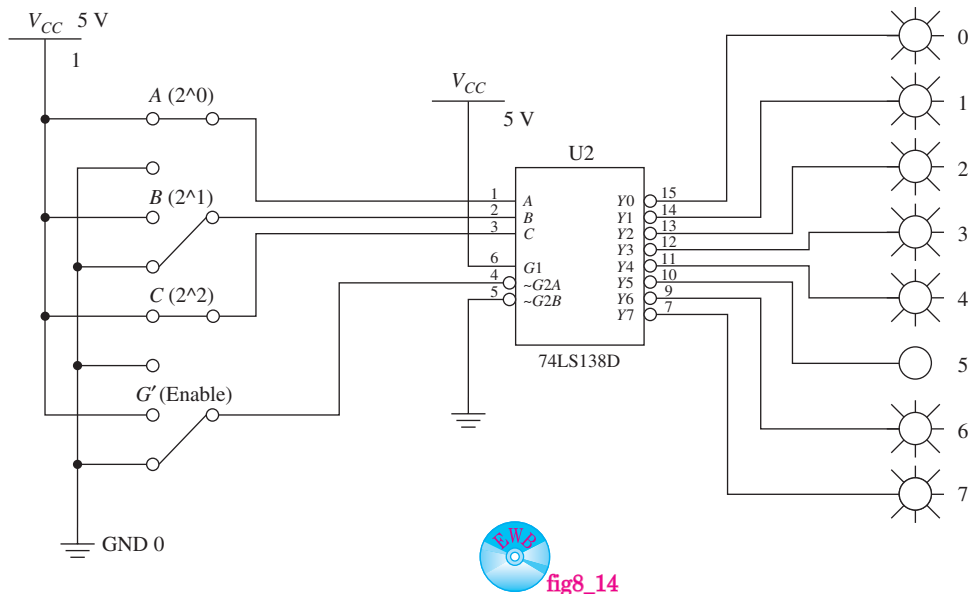 V_CC 5 V
1
A (2^0)
B (2^1)
C (2^2)
G′ (Enable)
GND 0
V_CC
5 V
U2
1 A
2 B
3 C
6 G1
4 ~G2A
5 ~G2B
Y0 15
Y1 14
Y2 13
Y3 12
Y4 11
Y5 10
Y6 9
Y7 7
74LS138D
0
1
2
3
4
5
6
7
EWB
fig8_14